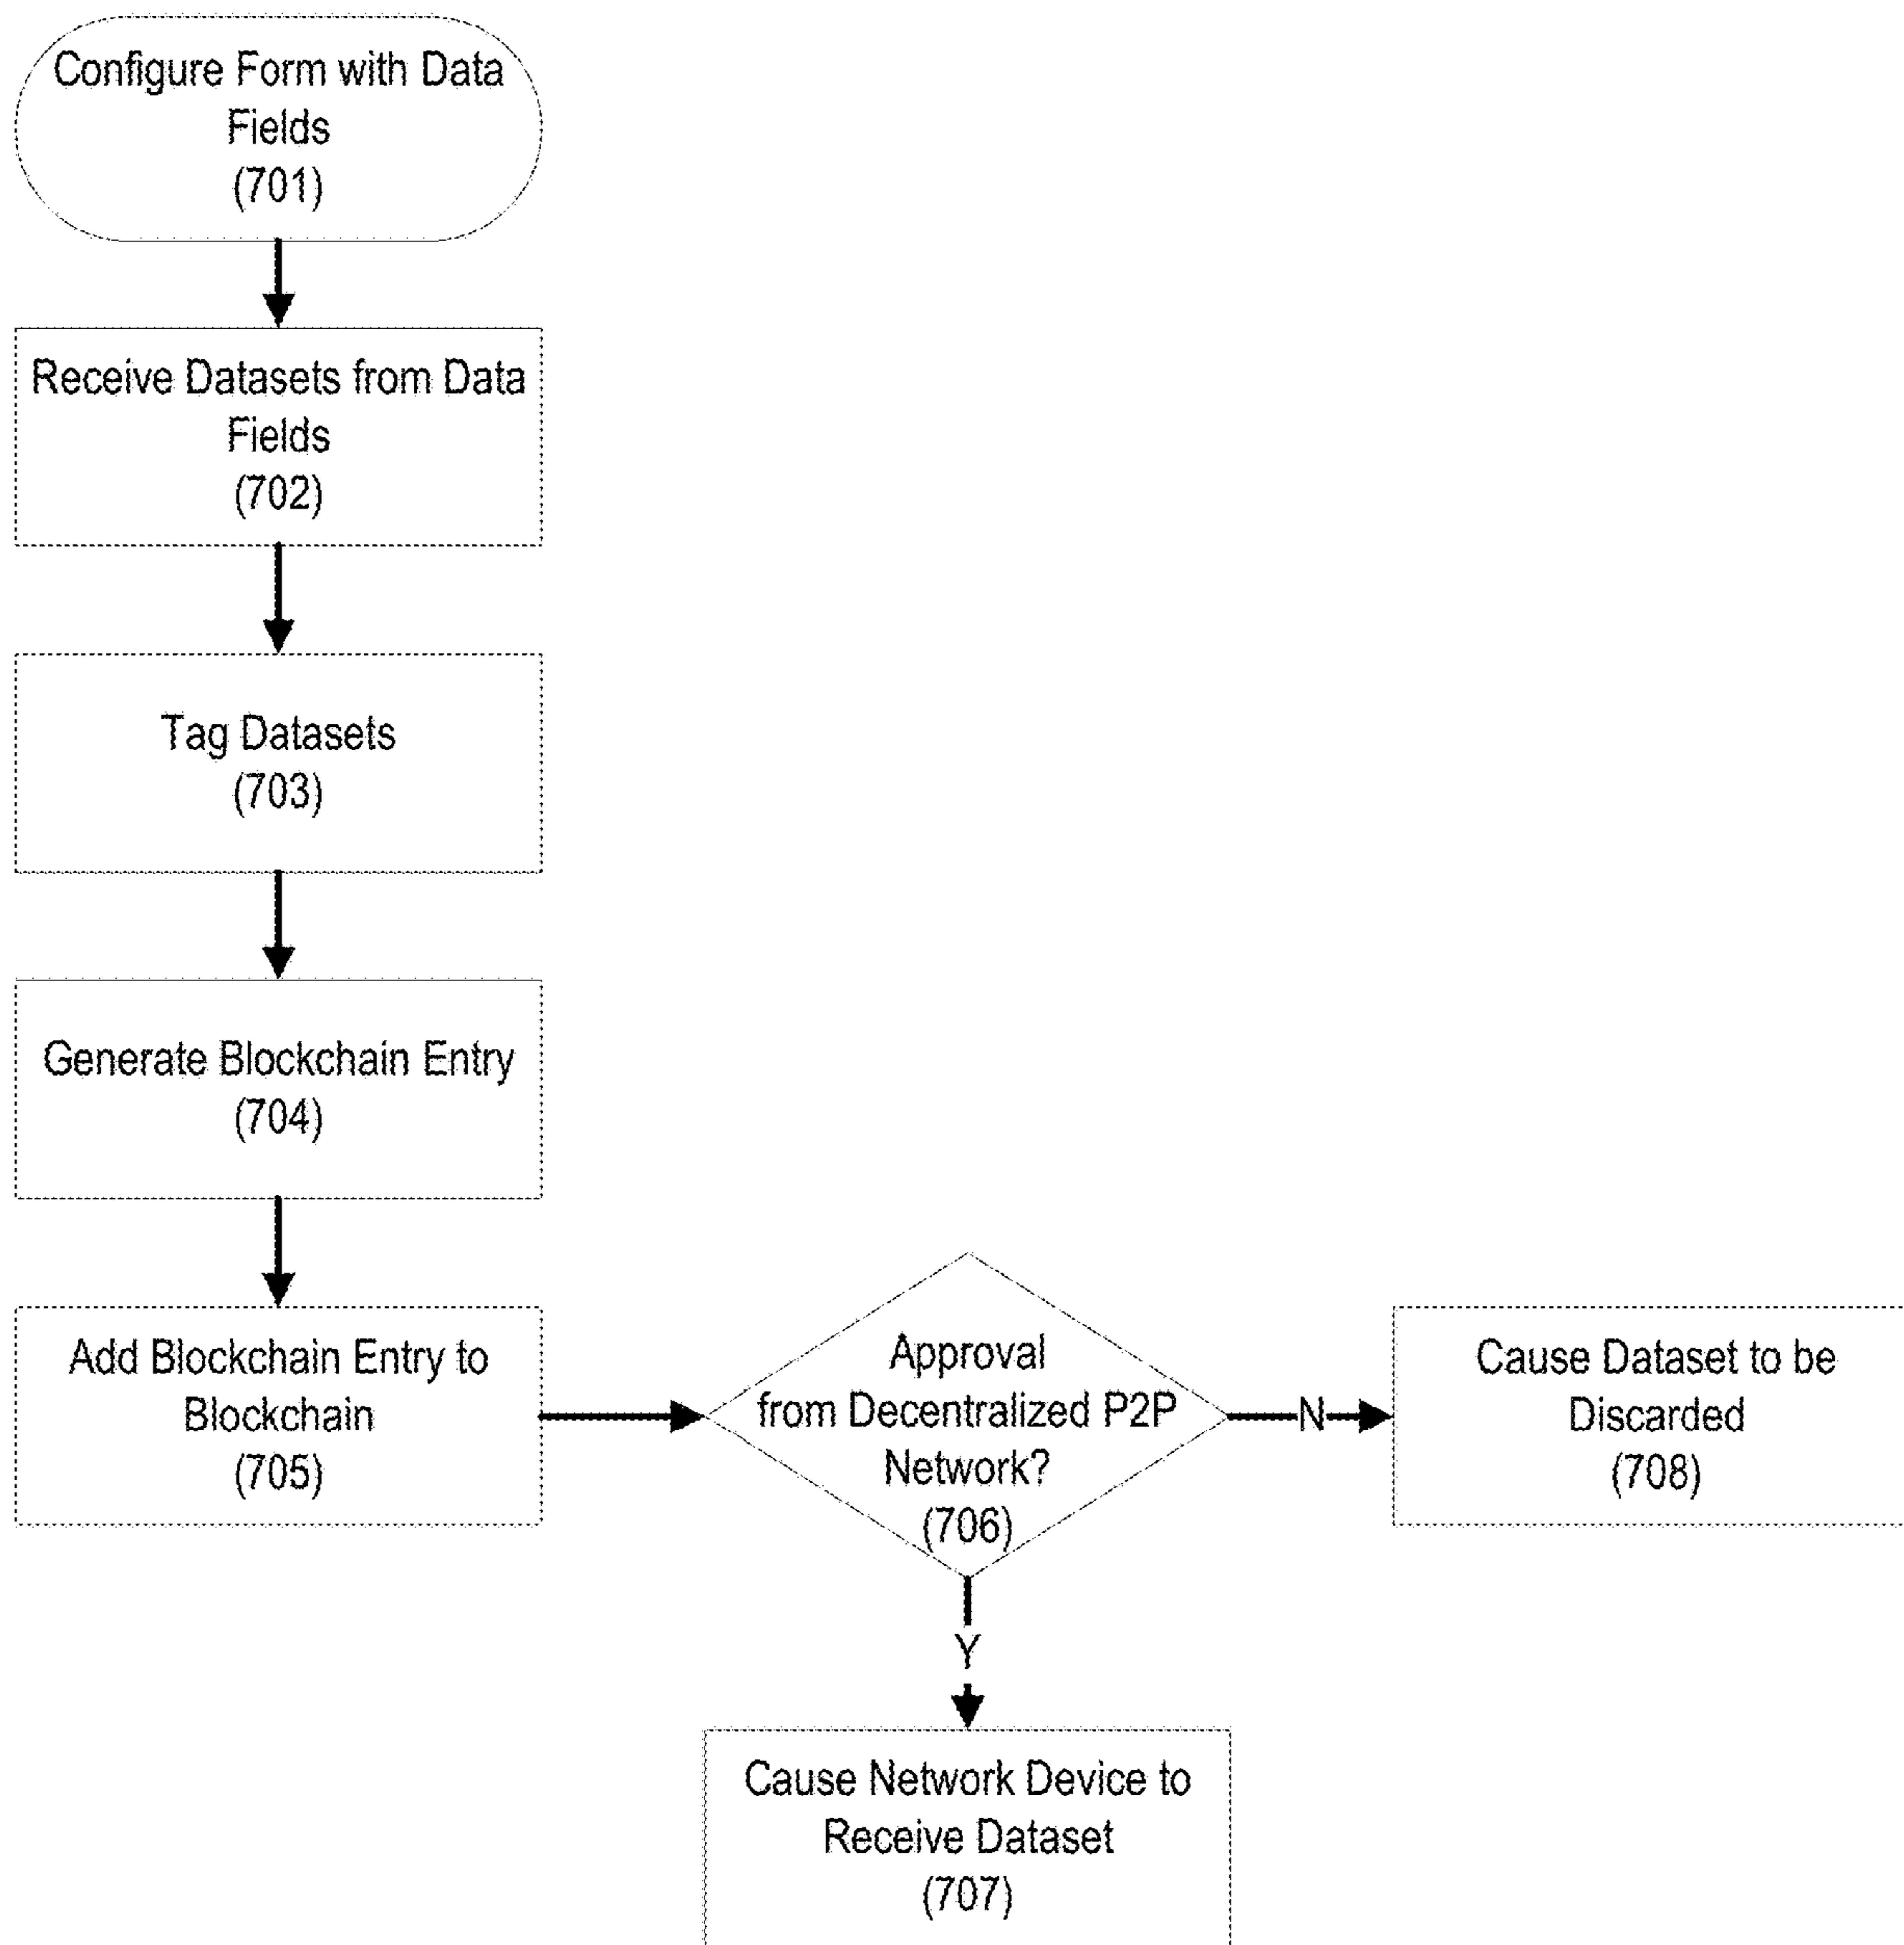 Configure Form with Data
Fields
(701)
Receive Datasets from Data
Fields
(702)
Tag Datasets
(703)
Generate Blockchain Entry
(704)
Add Blockchain Entry to
Blockchain
(705)
Approval
from Decentralized P2P
Network?
(706)
N
Cause Dataset to be
Discarded
(708)
Y
Cause Network Device to
Receive Dataset
(707)